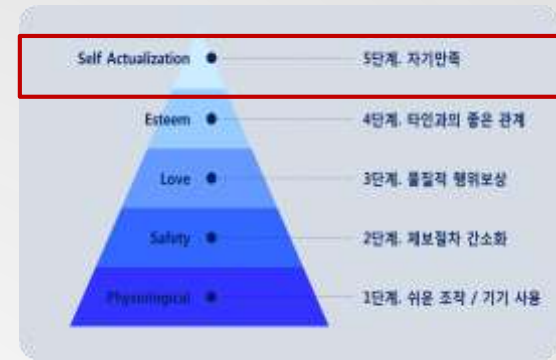 Self Actualization 5단계. 자기만족
Esteem 4단계. 타인과의 좋은 관계
Love 3단계. 물질적 행위보상
Safety 2단계. 제보절차 간소화
Physiological 1단계. 쉬운 조작 / 기기 사용